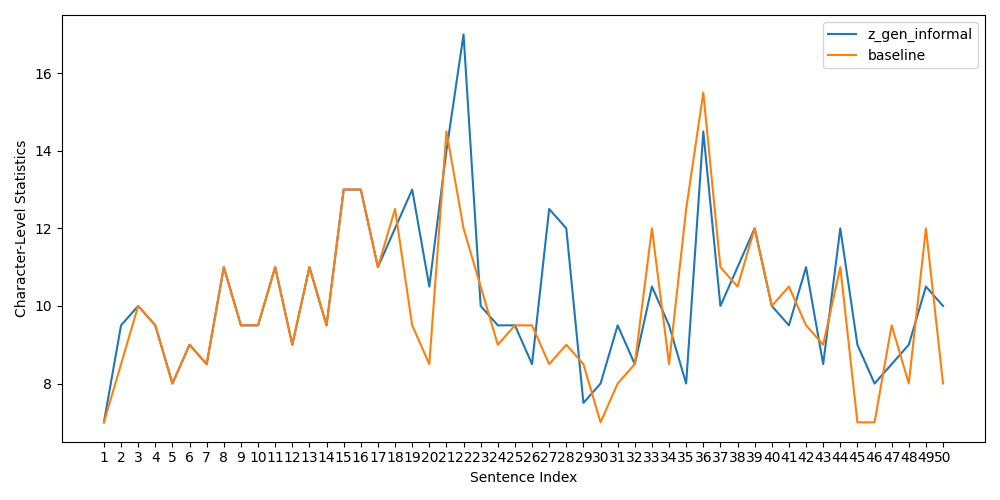 z_gen_informal
baseline
Character-Level Statistics
16
14
12
10
8
1 2 3 4 5 6 7 8 9 10 11 12 13 14 15 16 17 18 19 20 21 22 23 24 25 26 27 28 29 30 31 32 33 34 35 36 37 38 39 40 41 42 43 44 45 46 47 48 49 50
Sentence Index